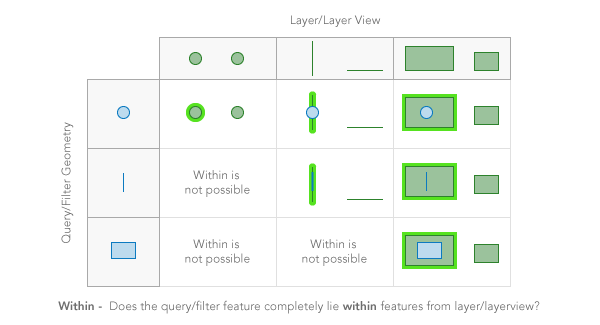 Layer/Layer View
Query/Filter Geometry
Within is
not possible
Within is
not possible
Within is
not possible
Within - Does the query/filter feature completely lie within features from layer/layerview?